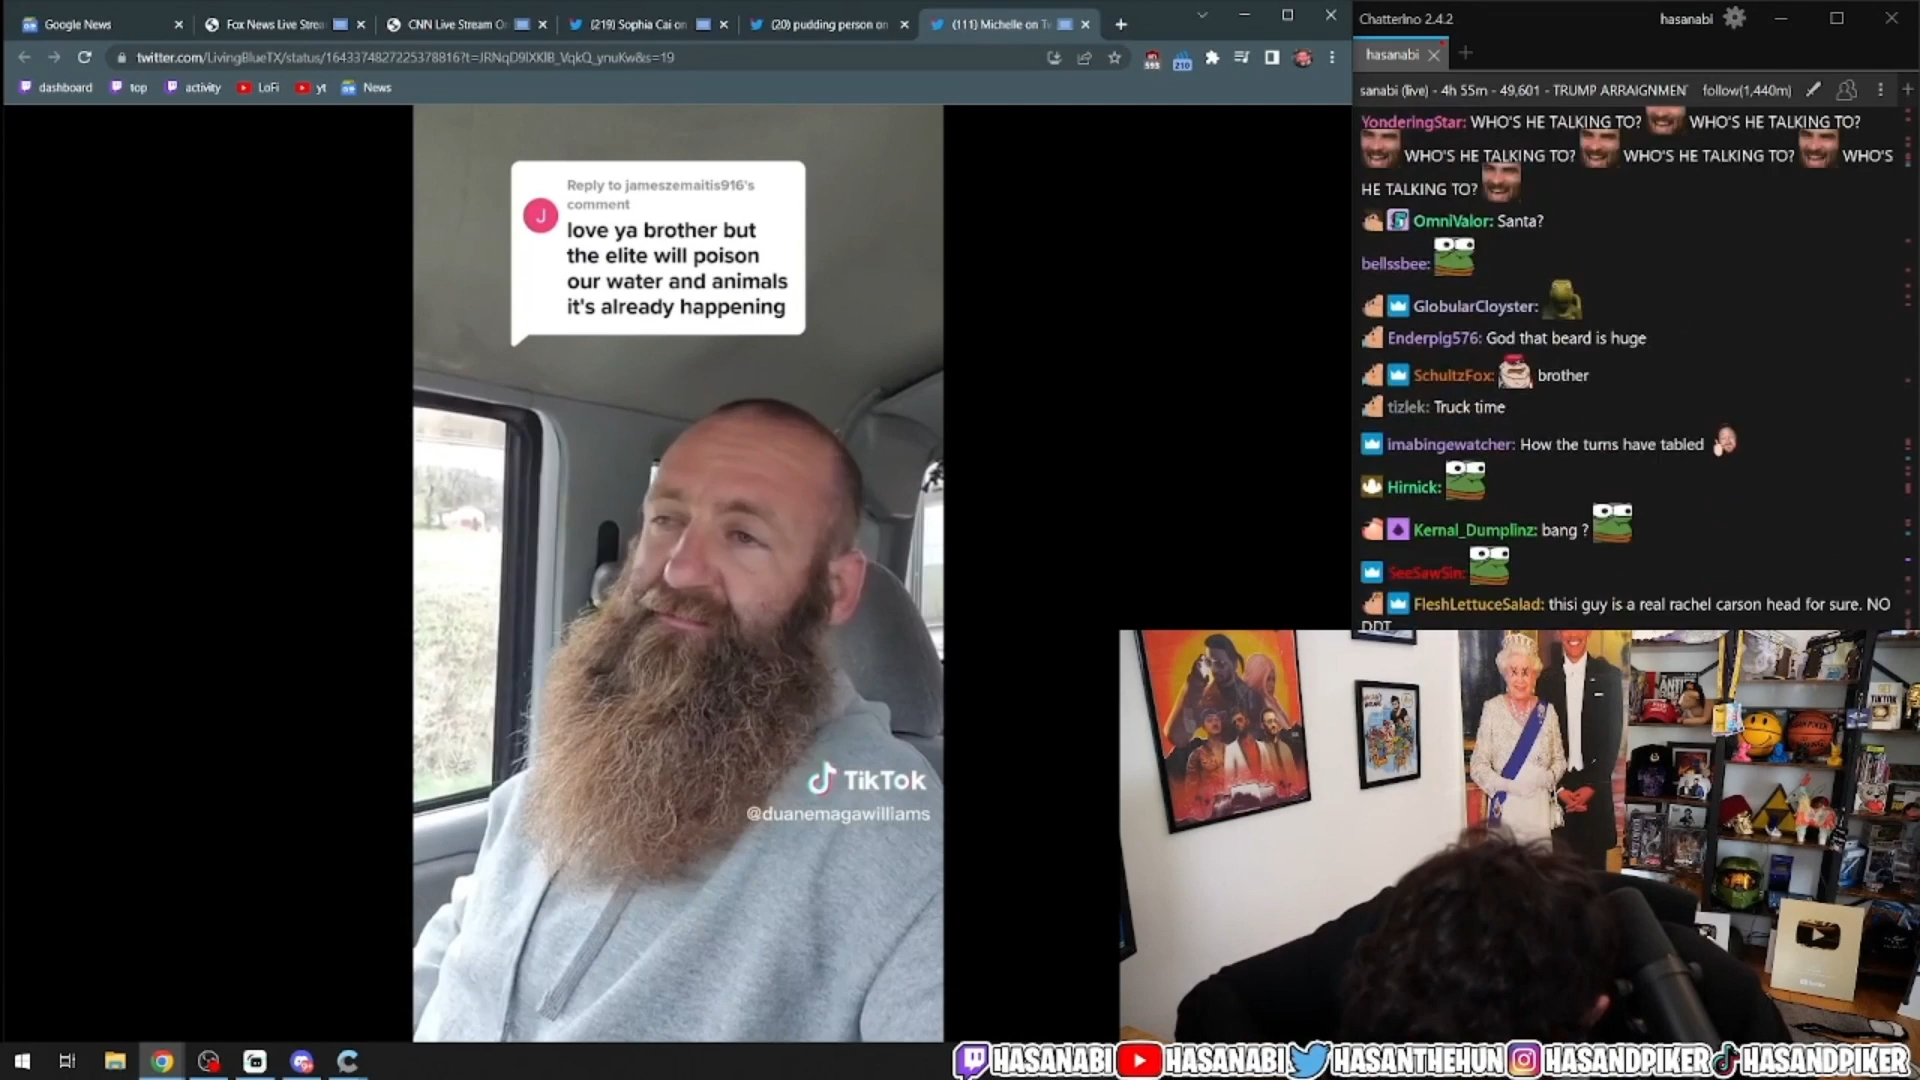 Google News
Fox News Live Strea
CNN Live Stream O
(219) Sophia Cai on
(20) pudding person on
(111) Michelle on T
twitter.com/LivingBlueTX/status/1643374827225378816?t=JRNqD9lXKlB_VqkQ_ynuKw&s=19
dashboard
top
activity
LoFi
yt
News
Reply to jameszemaitis916's
comment
J
love ya brother but
the elite will poison
our water and animals
it's already happening
TikTok
@duanemagawilliams
Chatterino 2.4.2
hasanabi
hasanabi
sanabi (live) - 4h 55m - 49,601 - TRUMP ARRAIGNMEN
follow(1,440m)
YonderingStar: WHO'S HE TALKING TO? WHO'S HE TALKING TO?
WHO'S HE TALKING TO? WHO'S HE TALKING TO? WHO'S
HE TALKING TO?
OmniValor: Santa?
bellssbee:
GlobularCloyster:
Enderpig576: God that beard is huge
SchultzFox: brother
tizlek: Truck time
imabingewatcher: How the turns have tabled
Hirnick:
Kernal_Dumplinz: bang ?
SeeSawSin:
FleshLettuceSalad: thisi guy is a real rachel carson head for sure. NO
DDT
HASANABI
HASANABI
HASANTHEHUN
HASANDPIKER
HASANDPIKER